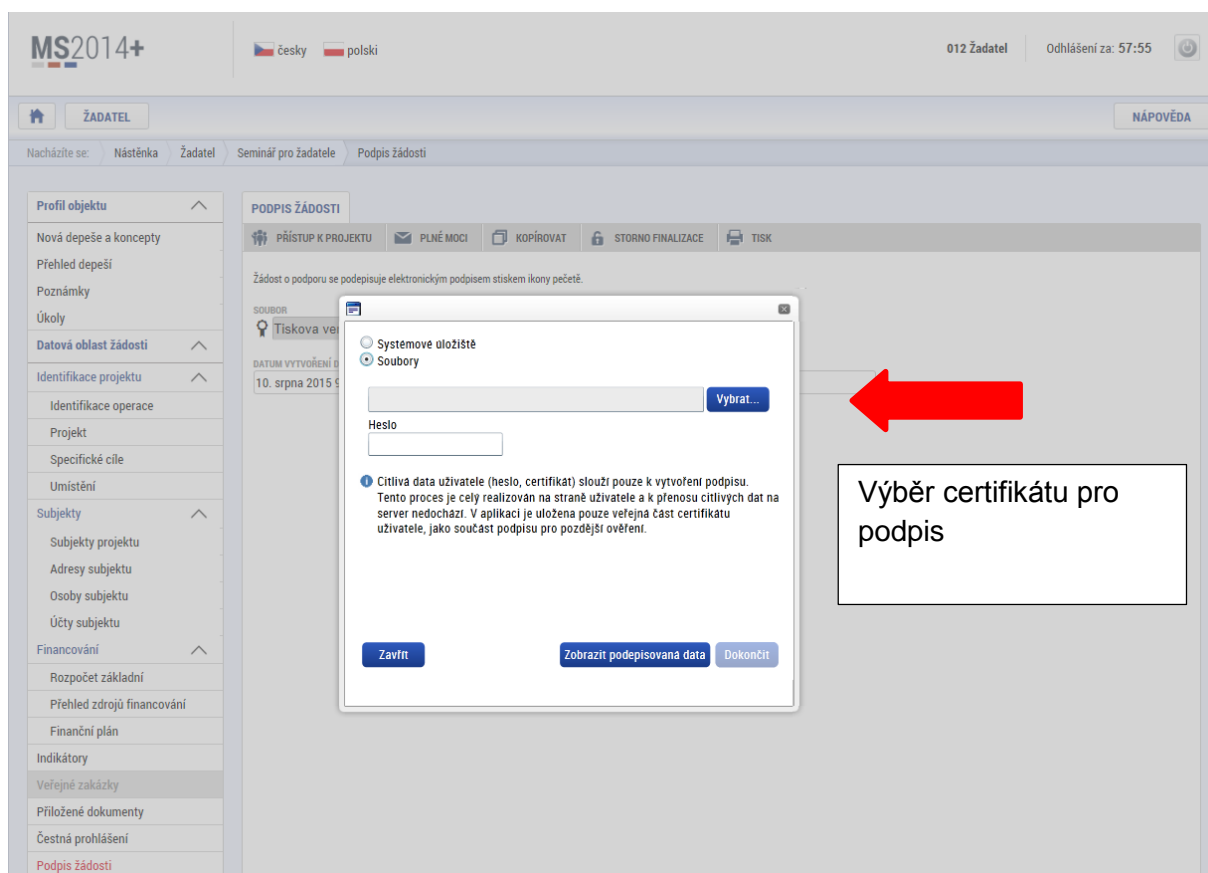 MS2014+
česky polski
012 Žadatel Odhlášení za: 57:55
ŽADATEL
NÁPOVĚDA
Nacházíte se: Nástěnka Žadatel Seminář pro žadatele Podpis žádosti
Profil objektu
Nová depeše a koncepty
Přehled depeší
Poznámky
Úkoly
Datová oblast žádosti
Identifikace projektu
Identifikace operace
Projekt
Specifické cíle
Umístění
Subjekty
Subjekty projektu
Adresy subjektu
Osoby subjektu
Účty subjektu
Financování
Rozpočet základní
Přehled zdrojů financování
Finanční plán
Indikátory
Veřejné zakázky
Přiložené dokumenty
Čestná prohlášení
Podpis žádosti
PODPIS ŽÁDOSTI
PŘÍSTUP K PROJEKTU PLNÉ MOCI KOPÍROVAT STORNO FINALIZACE TISK
Žádost o podporu se podepisuje elektronickým podpisem stiskem ikony pečetě.
SOUBOR
Tiskova
DATUM VYTVOŘENÍ
10. srpna 2015
Systémové úložiště
Soubory
Vybrat...
Heslo
Citlivá data uživatele (heslo, certifikát) slouží pouze k vytvoření podpisu.
Tento proces je celý realizován na straně uživatele a k přenosu citlivých dat na
server nedochází. V aplikaci je uložena pouze veřejná část certifikátu
uživatele, jako součást podpisu pro pozdější ověření.
Zavřít Zobrazit podepisovaná data Dokončit
Výběr certifikátu pro
podpis